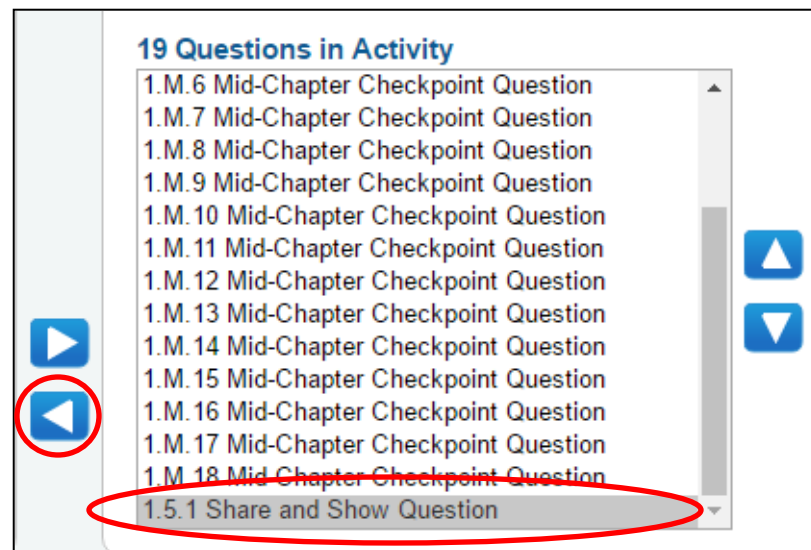 19 Questions in Activity
1.M.6 Mid-Chapter Checkpoint Question
1.M.7 Mid-Chapter Checkpoint Question
1.M.8 Mid-Chapter Checkpoint Question
1.M.9 Mid-Chapter Checkpoint Question
1.M.10 Mid-Chapter Checkpoint Question
1.M.11 Mid-Chapter Checkpoint Question
1.M.12 Mid-Chapter Checkpoint Question
1.M.13 Mid-Chapter Checkpoint Question
1.M.14 Mid-Chapter Checkpoint Question
1.M.15 Mid-Chapter Checkpoint Question
1.M.16 Mid-Chapter Checkpoint Question
1.M.17 Mid-Chapter Checkpoint Question
1.M.18 Mid-Chapter Checkpoint Question
1.5.1 Share and Show Question